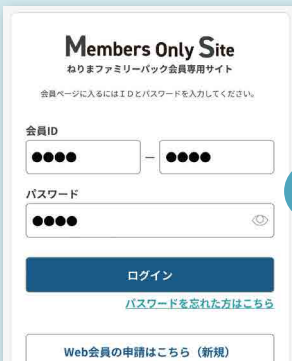 Members Only Site
ねりまファミリーパック会員専用サイト
会員ページに入るにはIDとパスワードを入力してください。
会員ID
●●●● － ●●●●
パスワード
●●●●
ログイン
パスワードを忘れた方はこちら
Web会員の申請はこちら（新規）